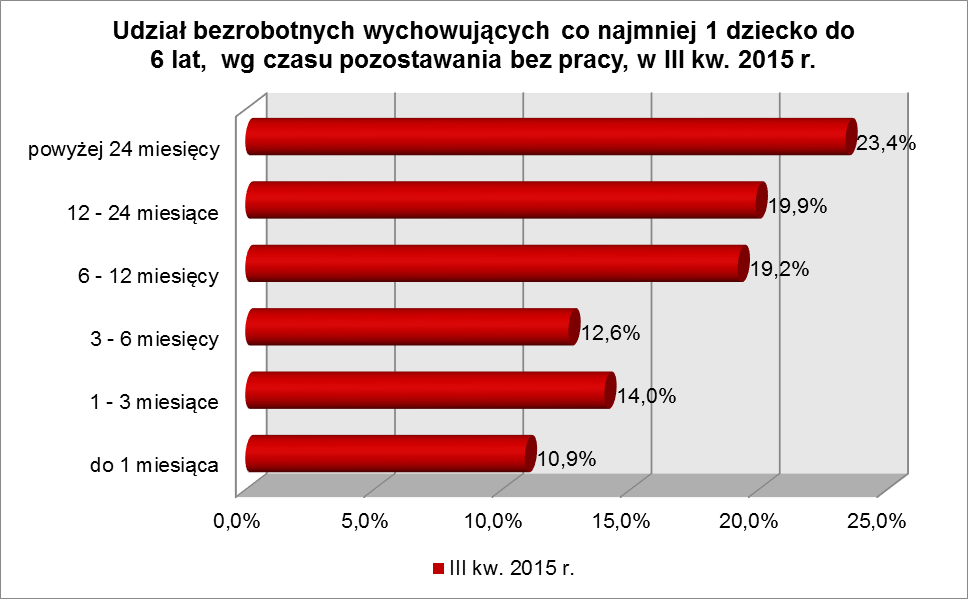 Udział bezrobotnych wychowujących co najmniej 1 dziecko do
6 lat, wg czasu pozostawania bez pracy, w III kw. 2015 r.
powyżej 24 miesięcy
23,4%
12 - 24 miesiące
19,9%
6 - 12 miesięcy
19,2%
3 - 6 miesięcy
12,6%
1 - 3 miesiące
14,0%
do 1 miesiąca
10,9%
0,0% 5,0% 10,0% 15,0% 20,0% 25,0%
III kw. 2015 r.